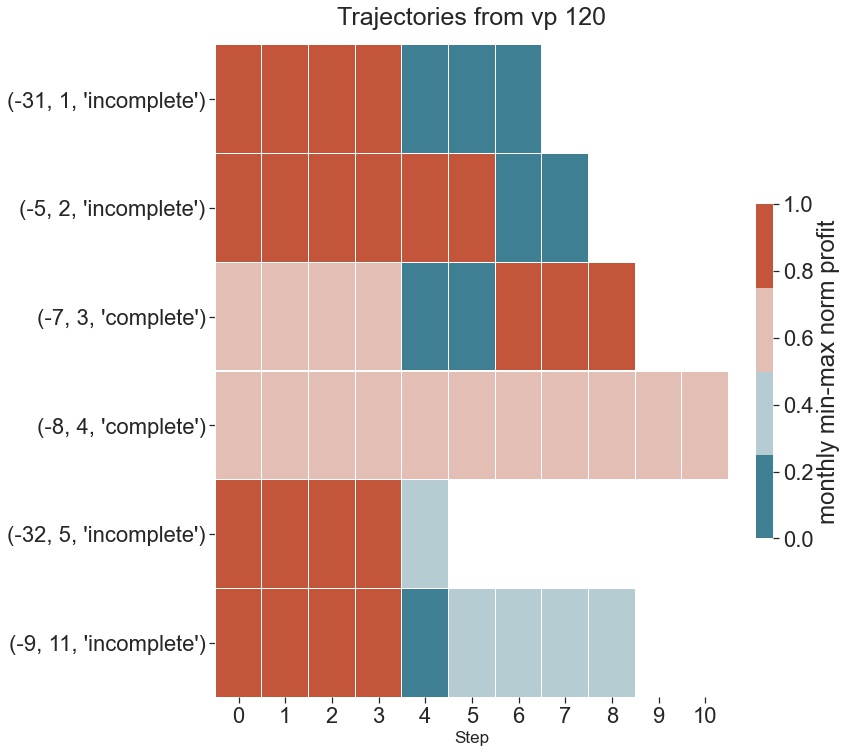 Trajectories from vp 120
(-31, 1, 'incomplete')
(-5, 2, 'incomplete')
(-7, 3, 'complete')
(-8, 4, 'complete')
(-32, 5, 'incomplete')
(-9, 11, 'incomplete')
0 1 2 3 4 5 6 7 8 9 10
Step
1.0
0.8
0.6
0.4
0.2
0.0
monthly min-max norm profit